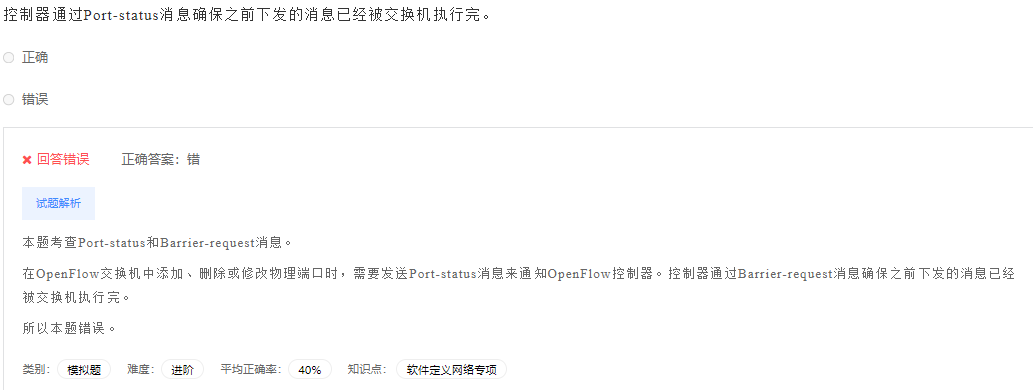 控制器通过Port-status消息确保之前下发的消息已经被交换机执行完。
正确
错误
回答错误 正确答案：错
试题解析
本题考查Port-status和Barrier-request消息。
在OpenFlow交换机中添加、删除或修改物理端口时，需要发送Port-status消息来通知OpenFlow控制器。控制器通过Barrier-request消息确保之前下发的消息已经
被交换机执行完。
所以本题错误。
类别： 模拟题 难度： 进阶 平均正确率： 40% 知识点： 软件定义网络专项